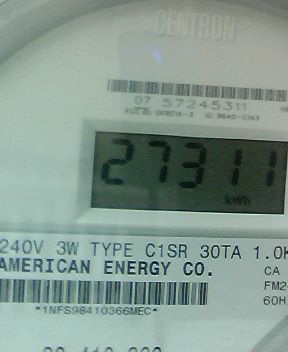 CENTRON
07 57245311
27311
kWh
240V 3W TYPE C1SR 30TA 1.0K
AMERICAN ENERGY CO.
CA
FM2
60H
*1NFS98410366MEC*